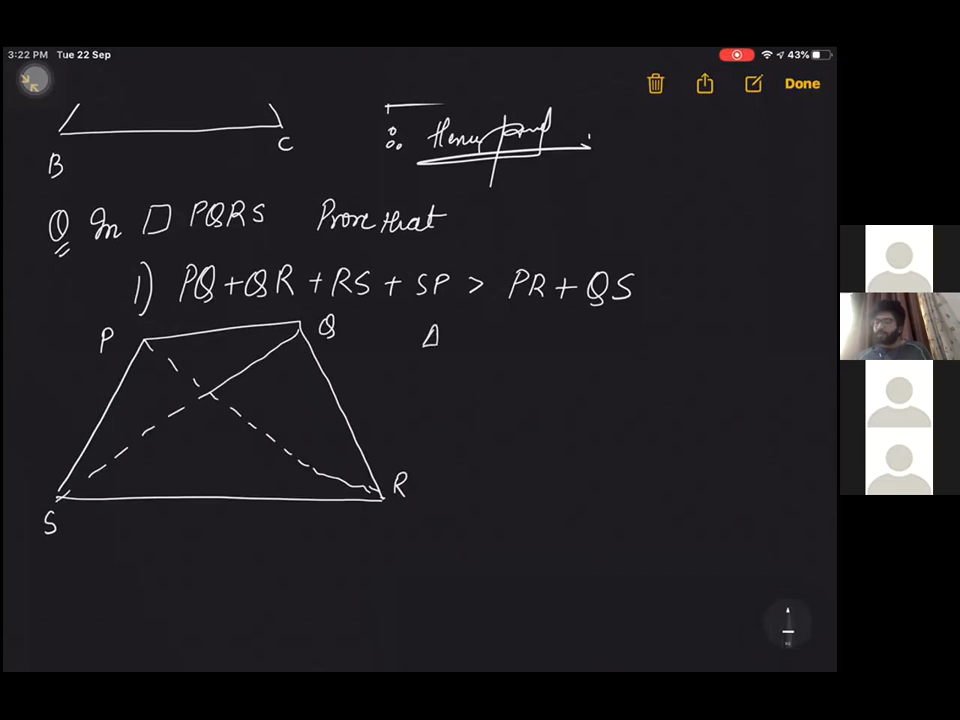 3:22 PM Tue 22 Sep
43%
Done
B
C
∴ Hence proved
Q In □ PQRS Prove that
1) PQ + QR + RS + SP > PR + QS
P
Q
Δ
S
R